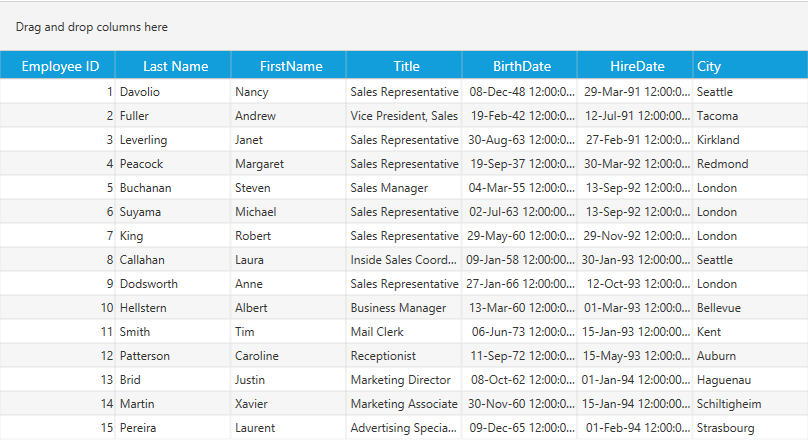 Drag and drop columns here
Employee ID Last Name FirstName Title BirthDate HireDate City
1 Davolio Nancy Sales Representative 08-Dec-48 12:00:0... 29-Mar-91 12:00:0... Seattle
2 Fuller Andrew Vice President, Sales 19-Feb-42 12:00:0... 12-Jul-91 12:00:0... Tacoma
3 Leverling Janet Sales Representative 30-Aug-63 12:00:0... 27-Feb-91 12:00:0... Kirkland
4 Peacock Margaret Sales Representative 19-Sep-37 12:00:0... 30-Mar-92 12:00:0... Redmond
5 Buchanan Steven Sales Manager 04-Mar-55 12:00:0... 13-Sep-92 12:00:0... London
6 Suyama Michael Sales Representative 02-Jul-63 12:00:00... 13-Sep-92 12:00:0... London
7 King Robert Sales Representative 29-May-60 12:00:0... 29-Nov-92 12:00:0... London
8 Callahan Laura Inside Sales Coord... 09-Jan-58 12:00:00... 30-Jan-93 12:00:00... Seattle
9 Dodsworth Anne Sales Representative 27-Jan-66 12:00:00... 12-Oct-93 12:00:0... London
10 Hellstern Albert Business Manager 13-Mar-60 12:00:0... 01-Mar-93 12:00:0... Bellevue
11 Smith Tim Mail Clerk 06-Jun-73 12:00:0... 15-Jan-93 12:00:00... Kent
12 Patterson Caroline Receptionist 11-Sep-72 12:00:0... 15-May-93 12:00:0... Auburn
13 Brid Justin Marketing Director 08-Oct-62 12:00:0... 01-Jan-94 12:00:00... Haguenau
14 Martin Xavier Marketing Associate 30-Nov-60 12:00:0... 15-Jan-94 12:00:00... Schiltigheim
15 Pereira Laurent Advertising Specia... 09-Dec-65 12:00:0... 01-Feb-94 12:00:0... Strasbourg